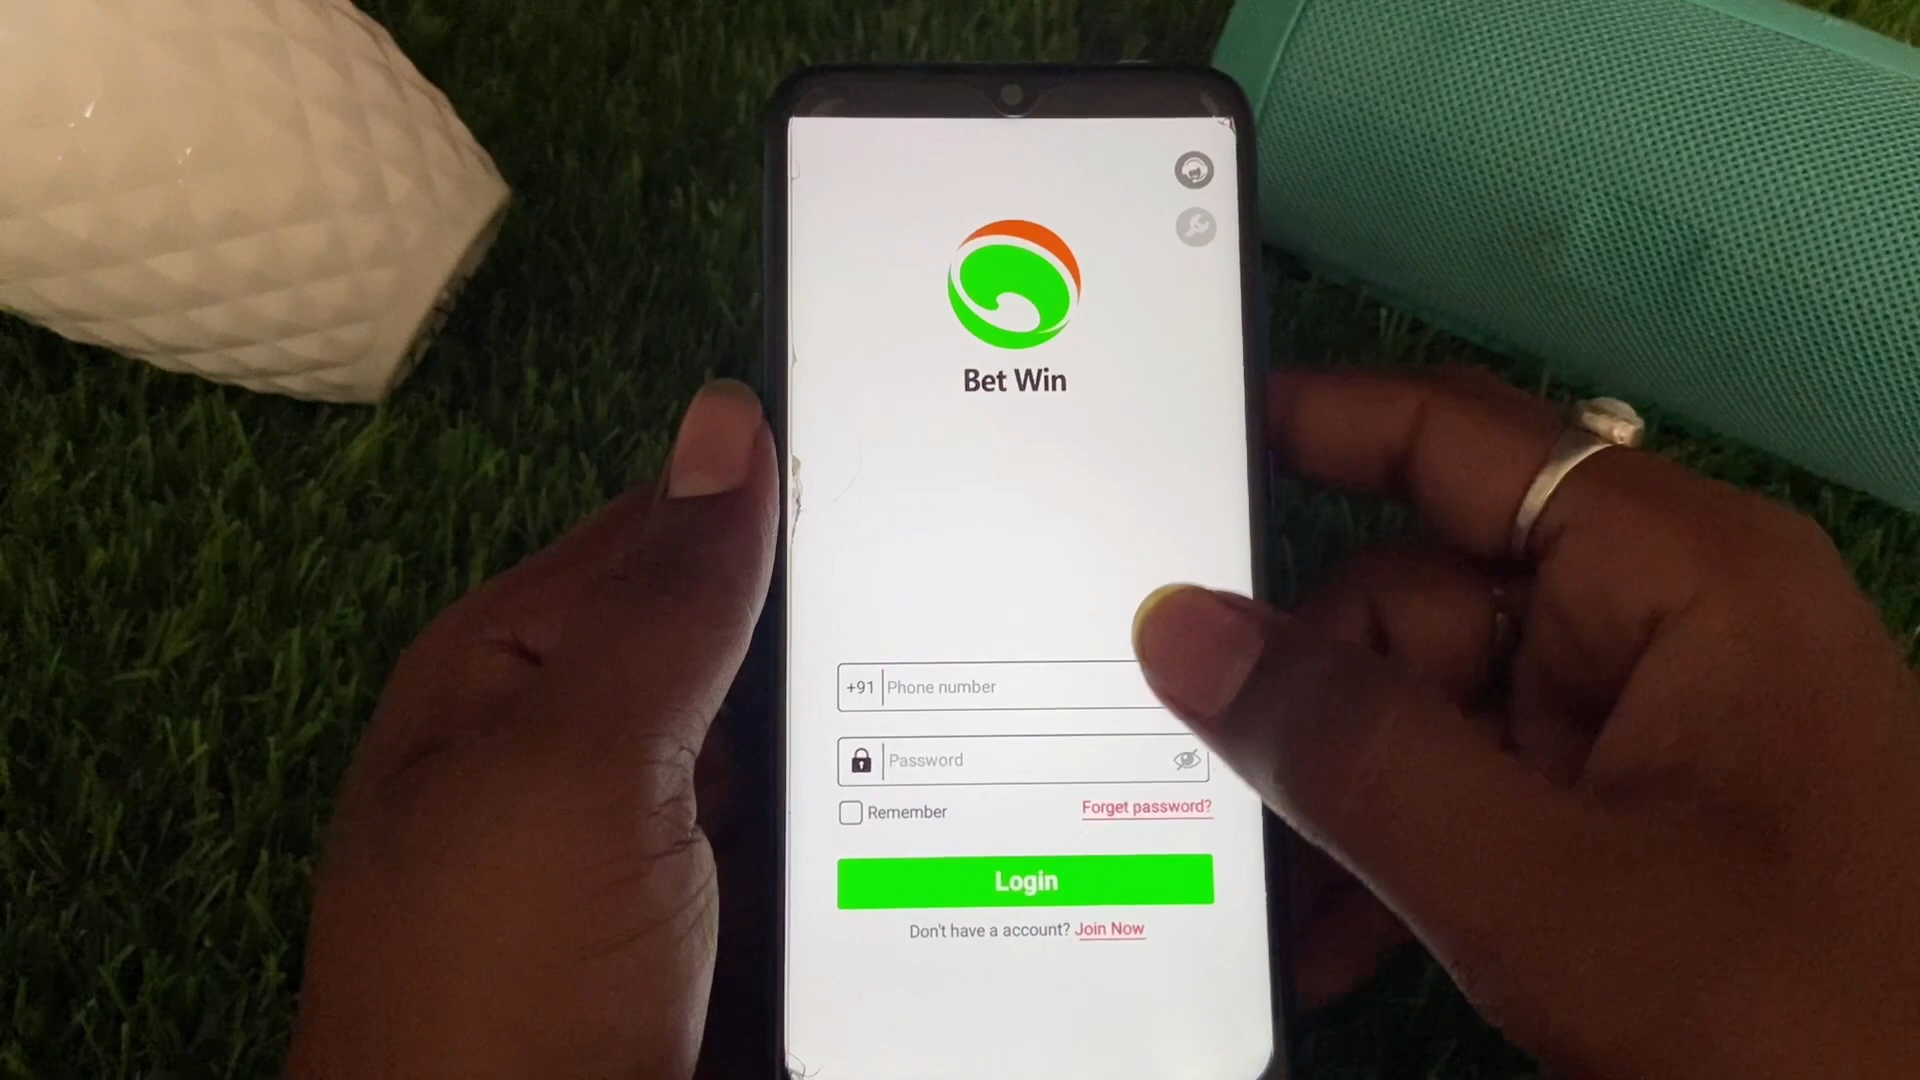 Bet Win
+91 Phone number
Password
Remember Forget password?
Login
Don't have a account? Join Now